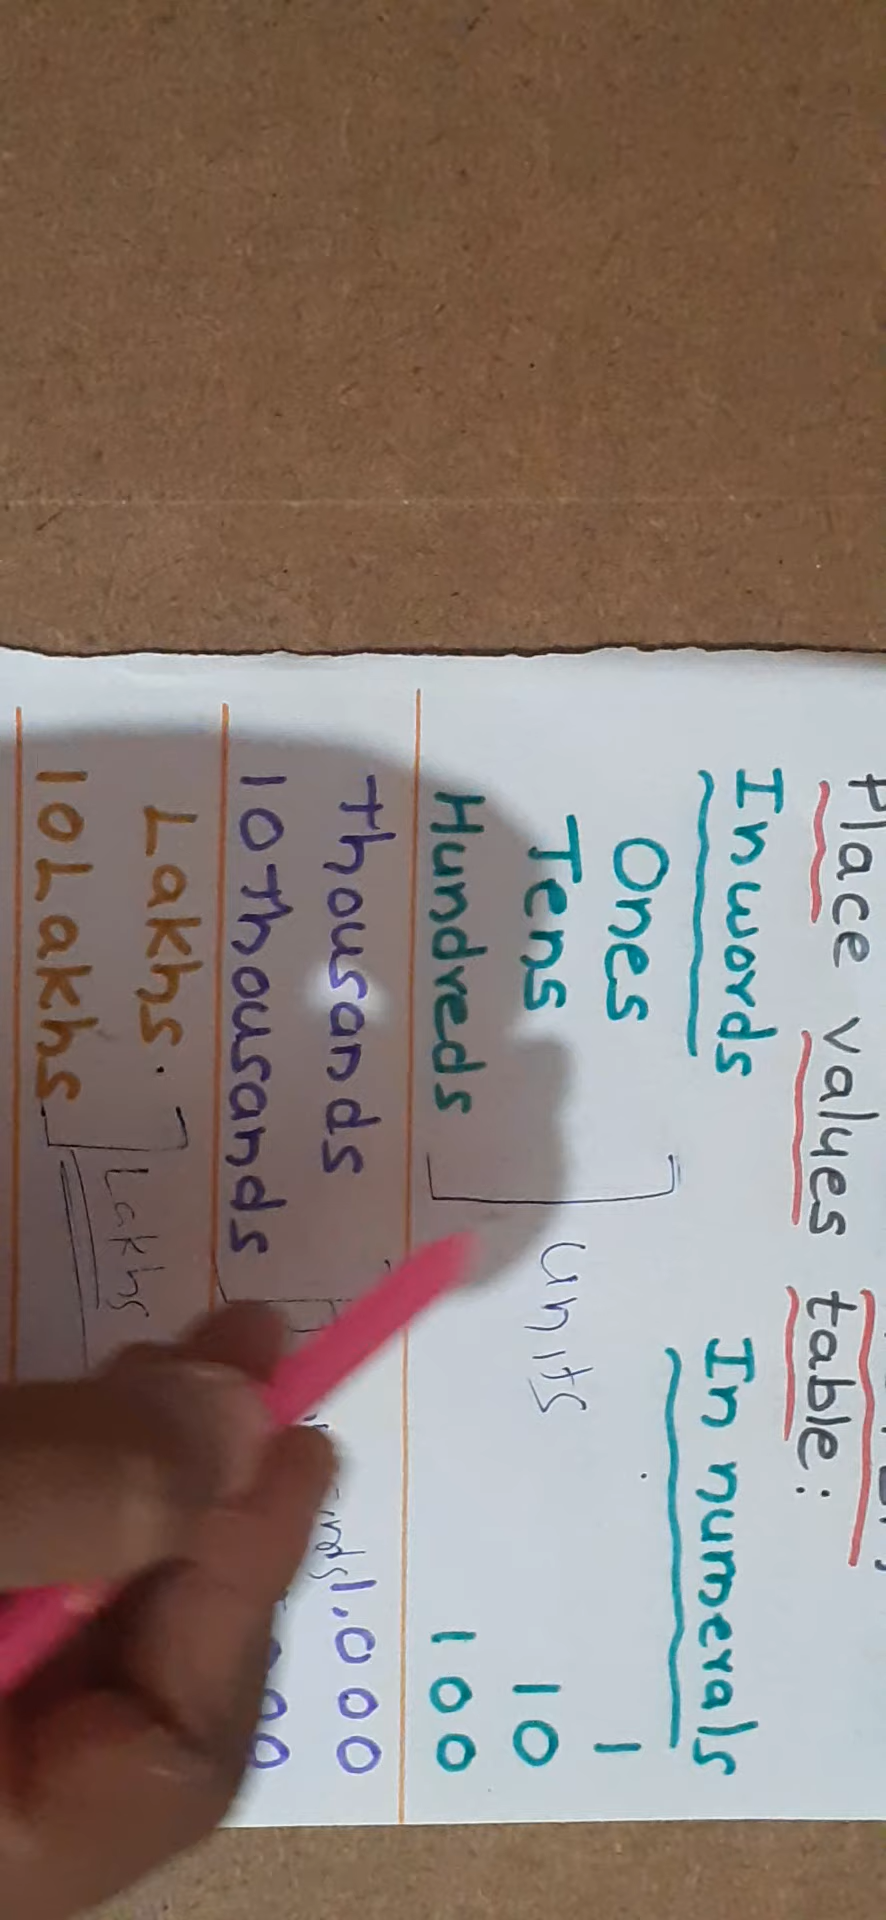 Place values table:
In words In numerals
Ones 1
Tens units 10
Hundreds 100
Thousands 1,000
10 Thousands
Lakhs.
Lakhs
10 Lakhs